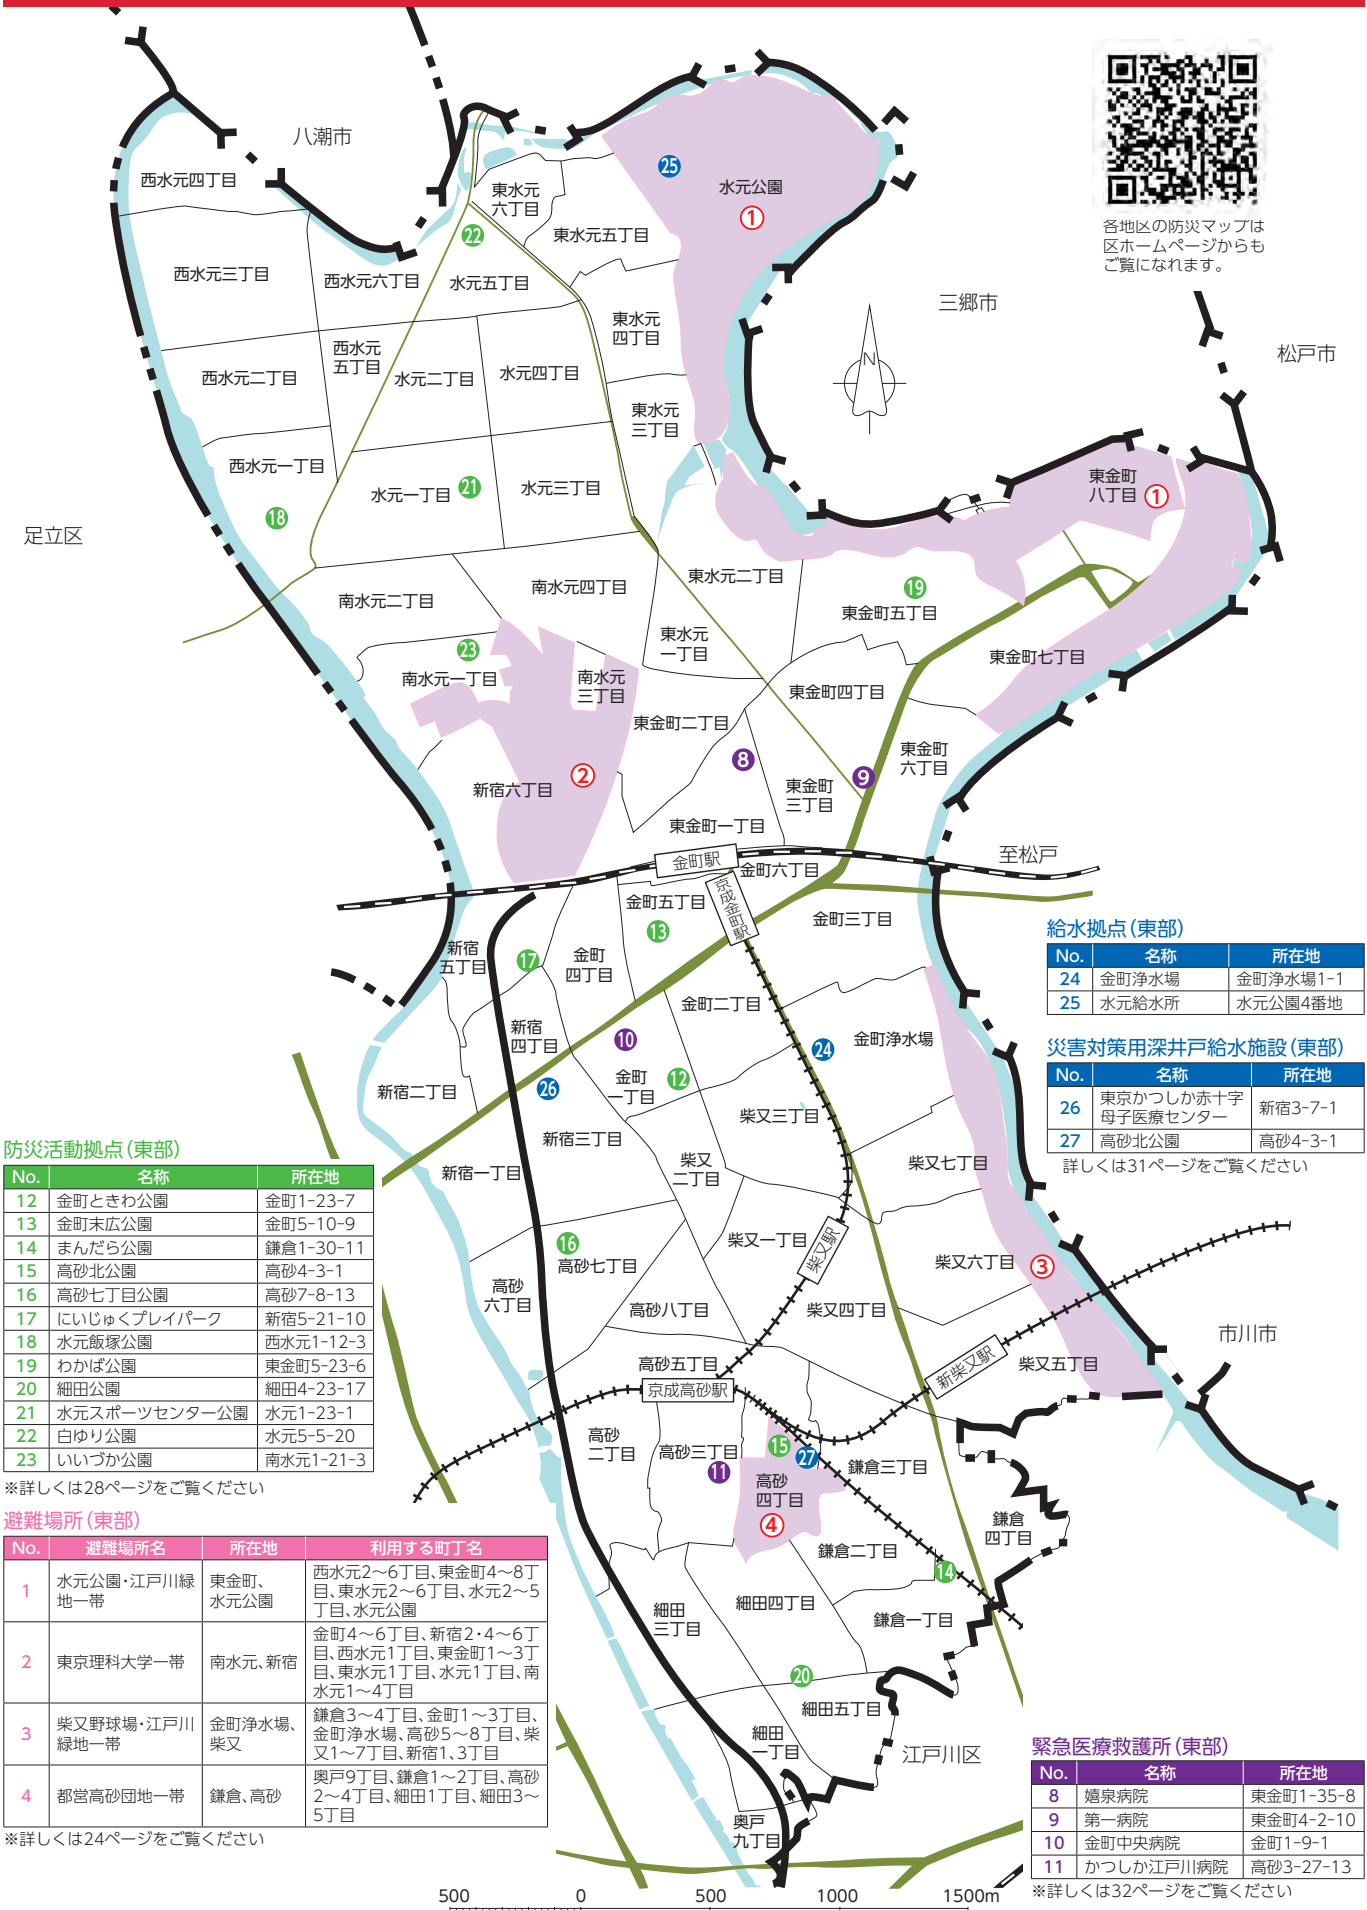 八潮市
各地区の防災マップは
区ホームページからも
ご覧になれます。
西水元四丁目
東水元
六丁目
25
水元公園
1
22
東水元五丁目
西水元三丁目
西水元六丁目
水元五丁目
N
三郷市
松戸市
東水元
四丁目
西水元
五丁目
西水元二丁目
水元二丁目
水元四丁目
東水元
三丁目
西水元一丁目
水元一丁目
21
水元三丁目
18
足立区
東金町
八丁目
1
南水元二丁目
南水元四丁目
東水元二丁目
19
東金町五丁目
23
南水元一丁目
南水元
三丁目
東水元
一丁目
東金町七丁目
東金町四丁目
東金町二丁目
8
9
東金町
六丁目
2
新宿六丁目
東金町
三丁目
東金町一丁目
金町駅
至松戸
金町六丁目
京成金町駅
金町五丁目
13
金町三丁目
新宿
五丁目
17
金町
四丁目
金町二丁目
新宿
四丁目
10
24
金町浄水場
新宿二丁目
26
金町
一丁目
12
柴又三丁目
新宿三丁目
新宿一丁目
柴又
二丁目
柴又七丁目
16
高砂七丁目
柴又一丁目
柴又駅
柴又六丁目
3
高砂
六丁目
高砂八丁目
柴又四丁目
市川市
高砂五丁目
京成高砂駅
新柴又駅
柴又五丁目
高砂
二丁目
高砂三丁目
11
15
27
鎌倉三丁目
高砂
四丁目
4
鎌倉
四丁目
鎌倉二丁目
14
細田
三丁目
細田四丁目
鎌倉一丁目
20
細田五丁目
細田
一丁目
江戸川区
奥戸
九丁目
給水拠点(東部)
No. 名称 所在地
24 金町浄水場 金町浄水場1-1
25 水元給水所 水元公園4番地
災害対策用深井戸給水施設(東部)
No. 名称 所在地
26 東京かつしか赤十字
母子医療センター 新宿3-7-1
27 高砂北公園 高砂4-3-1
詳しくは31ページをご覧ください
防災活動拠点(東部)
No. 名称 所在地
12 金町ときわ公園 金町1-23-7
13 金町末広公園 金町5-10-9
14 まんだら公園 鎌倉1-30-11
15 高砂北公園 高砂4-3-1
16 高砂七丁目公園 高砂7-8-13
17 にいじゅくプレイパーク 新宿5-21-10
18 水元飯塚公園 西水元1-12-3
19 わかば公園 東金町5-23-6
20 細田公園 細田4-23-17
21 水元スポーツセンター公園 水元1-23-1
22 白ゆり公園 水元5-5-20
23 いいづか公園 南水元1-21-3
※詳しくは28ページをご覧ください
避難場所(東部)
No. 避難場所名 所在地 利用する町丁名
1 水元公園・江戸川緑
地一帯 東金町、
水元公園 西水元2〜6丁目、東金町4〜8丁
目、東水元2〜6丁目、水元2〜5
丁目、水元公園
2 東京理科大学一帯 南水元、新宿 金町4〜6丁目、新宿2・4〜6丁
目、西水元1丁目、東金町1〜3丁
目、東水元1丁目、水元1丁目、南
水元1〜4丁目
3 柴又野球場・江戸川
緑地一帯 金町浄水場、
柴又 鎌倉3〜4丁目、金町1〜3丁目、
金町浄水場、高砂5〜8丁目、柴
又1〜7丁目、新宿1、3丁目
4 都営高砂団地一帯 鎌倉、高砂 奥戸9丁目、鎌倉1〜2丁目、高砂
2〜4丁目、細田1丁目、細田3〜
5丁目
※詳しくは24ページをご覧ください
緊急医療救護所(東部)
No. 名称 所在地
8 嬉泉病院 東金町1-35-8
9 第一病院 東金町4-2-10
10 金町中央病院 金町1-9-1
11 かつしか江戸川病院 高砂3-27-13
※詳しくは32ページをご覧ください
500 0 500 1000 1500m